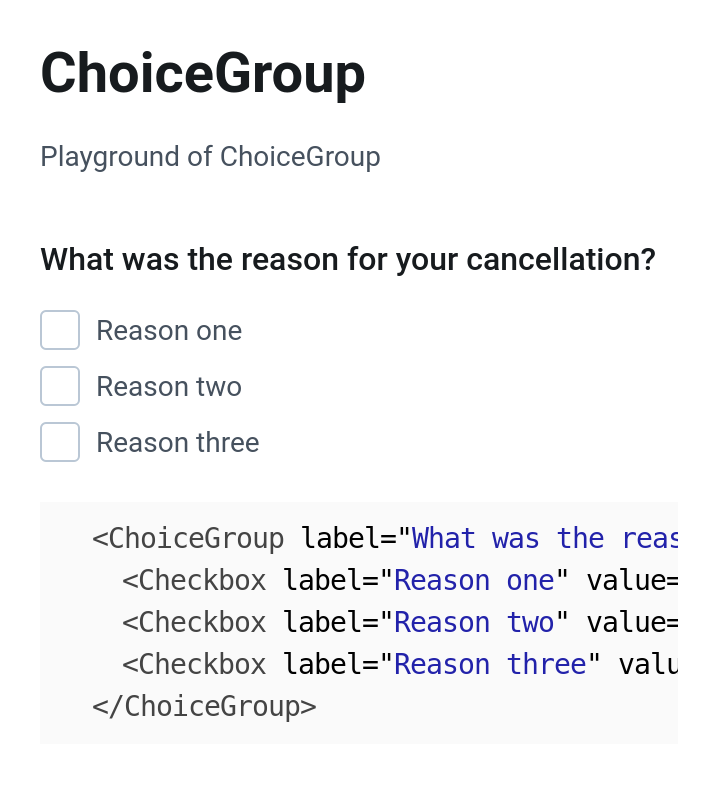 ChoiceGroup
Playground of ChoiceGroup
What was the reason for your cancellation?
Reason one
Reason two
Reason three
<ChoiceGroup label="What was the reas
<Checkbox label="Reason one" value=
<Checkbox label="Reason two" value=
<Checkbox label="Reason three" valu
</ChoiceGroup>